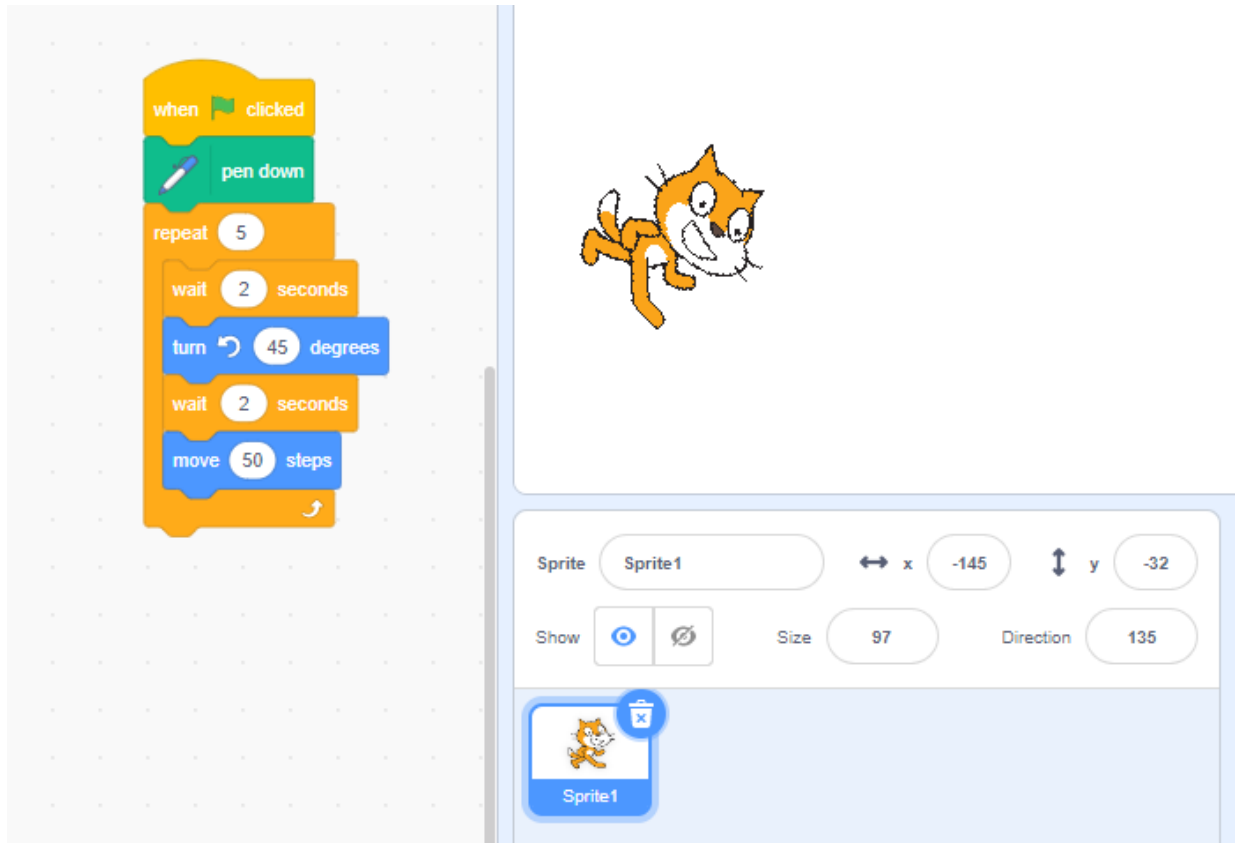 when clicked
pen down
repeat 5
wait 2 seconds
turn 45 degrees
wait 2 seconds
move 50 steps
Sprite Sprite1 x -145 y -32
Show Size 97 Direction 135
Sprite1